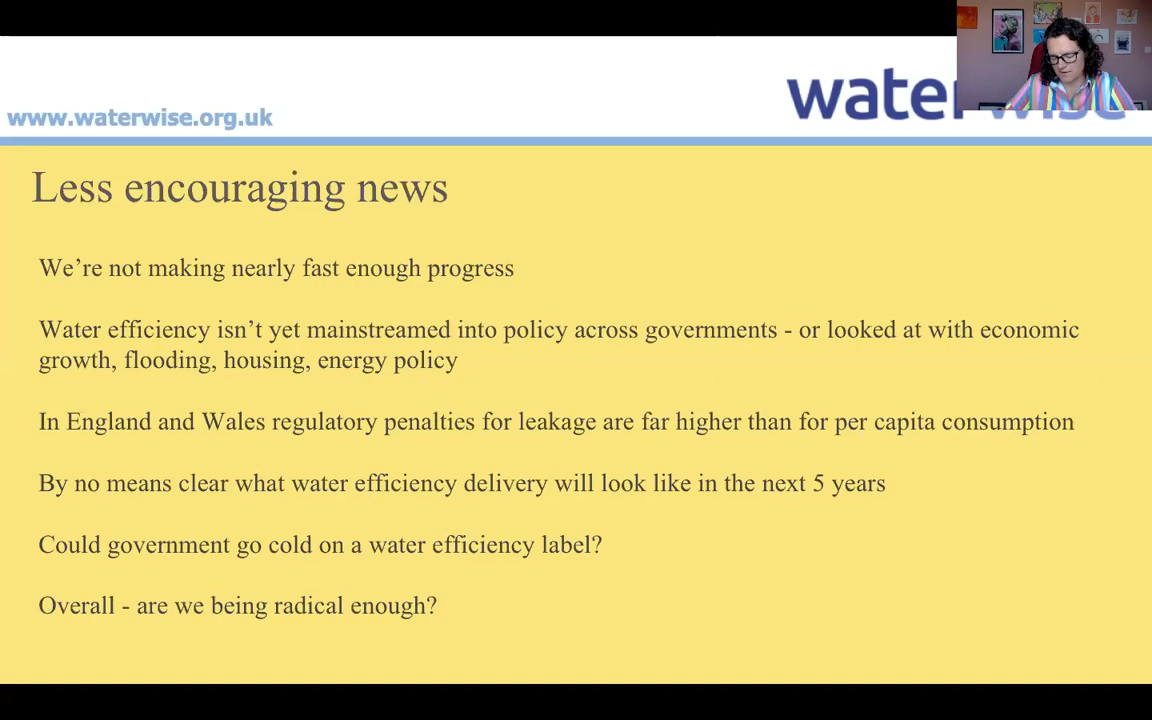 www.waterwise.org.uk
waterwise
Less encouraging news
We’re not making nearly fast enough progress
Water efficiency isn’t yet mainstreamed into policy across governments - or looked at with economic
growth, flooding, housing, energy policy
In England and Wales regulatory penalties for leakage are far higher than for per capita consumption
By no means clear what water efficiency delivery will look like in the next 5 years
Could government go cold on a water efficiency label?
Overall - are we being radical enough?